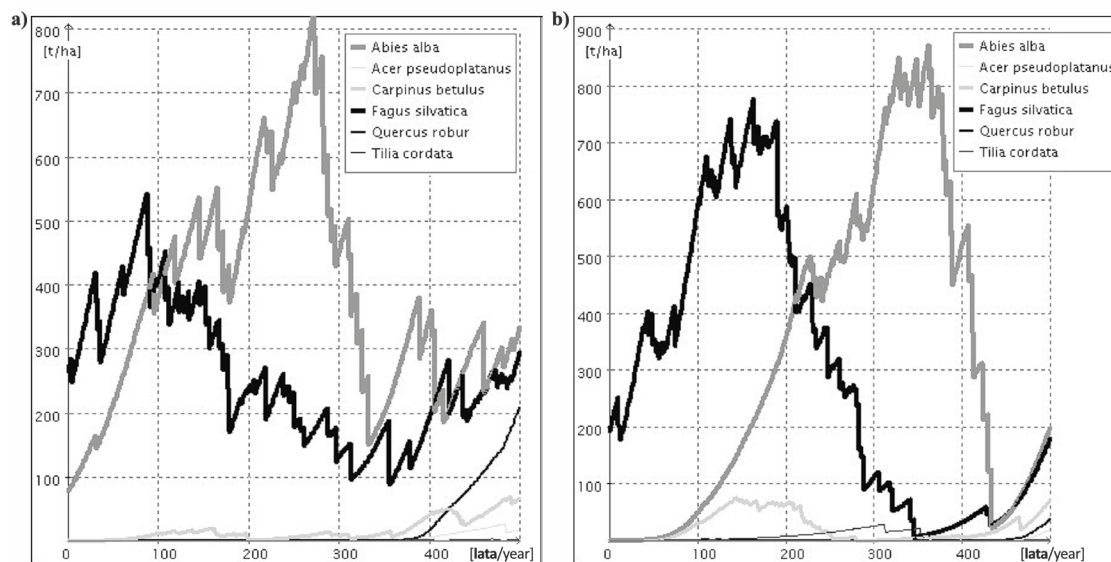 a)
800
[t/ha]
700
600
500
400
300
200
100
0
100
200
300
400
[lata/year]
Abies alba
Acer pseudoplatanus
Carpinus betulus
Fagus silvatica
Quercus robur
Tilia cordata
b)
900
[t/ha]
800
700
600
500
400
300
200
100
0
100
200
300
400
[lata/year]
Abies alba
Acer pseudoplatanus
Carpinus betulus
Fagus silvatica
Quercus robur
Tilia cordata